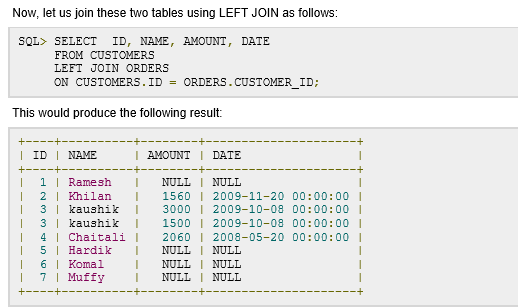 Now, let us join these two tables using LEFT JOIN as follows:
SQL> SELECT  ID, NAME, AMOUNT, DATE
     FROM CUSTOMERS
     LEFT JOIN ORDERS
     ON CUSTOMERS.ID = ORDERS.CUSTOMER_ID;
This would produce the following result:
+----+----------+--------+---------------------+
| ID | NAME     | AMOUNT | DATE                |
+----+----------+--------+---------------------+
|  1 | Ramesh   |   NULL | NULL                |
|  2 | Khilan   |   1560 | 2009-11-20 00:00:00 |
|  3 | kaushik  |   3000 | 2009-10-08 00:00:00 |
|  3 | kaushik  |   1500 | 2009-10-08 00:00:00 |
|  4 | Chaitali |   2060 | 2008-05-20 00:00:00 |
|  5 | Hardik   |   NULL | NULL                |
|  6 | Komal    |   NULL | NULL                |
|  7 | Muffy    |   NULL | NULL                |
+----+----------+--------+---------------------+